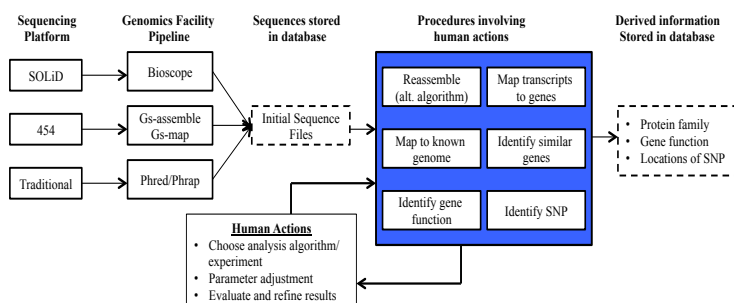 Sequencing
Platform
Genomics Facility
Pipeline
Sequences stored
in database
Procedures involving
human actions
Derived information
Stored in database
SOLiD
Bioscope
454
Gs-assemble
Gs-map
Traditional
Phred/Phrap
Initial Sequence
Files
Reassemble
(alt. algorithm)
Map transcripts
to genes
Map to known
genome
Identify similar
genes
Identify gene
function
Identify SNP
• Protein family
• Gene function
• Locations of SNP
Human Actions
• Choose analysis algorithm/
experiment
• Parameter adjustment
• Evaluate and refine results